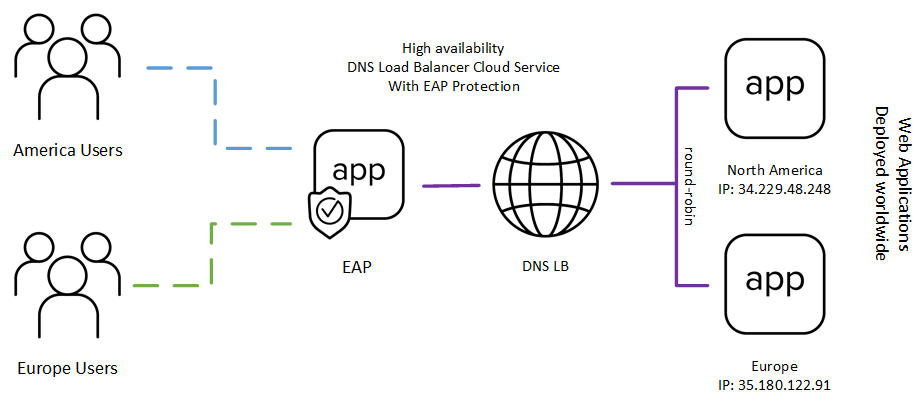 High availability
DNS Load Balancer Cloud Service
With EAP Protection
America Users
Europe Users
app
EAP
DNS LB
round-robin
app
North America
IP: 34.229.48.248
app
Europe
IP: 35.180.122.91
Web Applications
Deployed worldwide